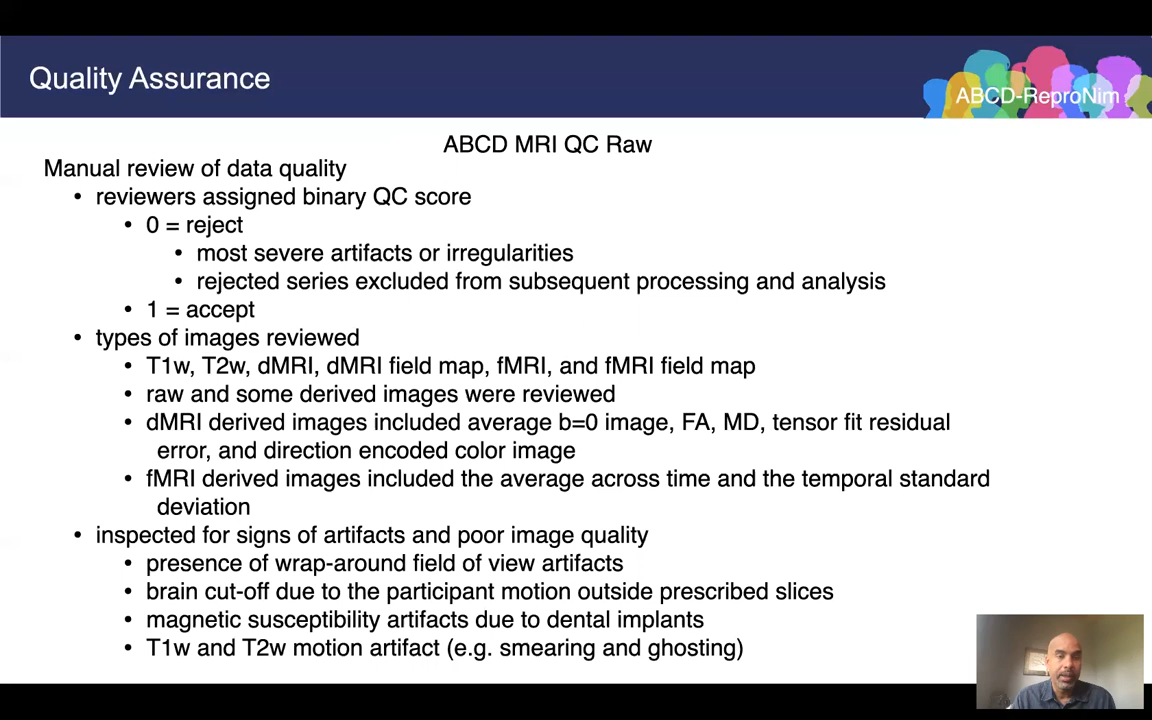 Quality Assurance
ABCD-ReproNim
ABCD MRI QC Raw
Manual review of data quality
• reviewers assigned binary QC score
• 0 = reject
• most severe artifacts or irregularities
• rejected series excluded from subsequent processing and analysis
• 1 = accept
• types of images reviewed
• T1w, T2w, dMRI, dMRI field map, fMRI, and fMRI field map
• raw and some derived images were reviewed
• dMRI derived images included average b=0 image, FA, MD, tensor fit residual
error, and direction encoded color image
• fMRI derived images included the average across time and the temporal standard
deviation
• inspected for signs of artifacts and poor image quality
• presence of wrap-around field of view artifacts
• brain cut-off due to the participant motion outside prescribed slices
• magnetic susceptibility artifacts due to dental implants
• T1w and T2w motion artifact (e.g. smearing and ghosting)